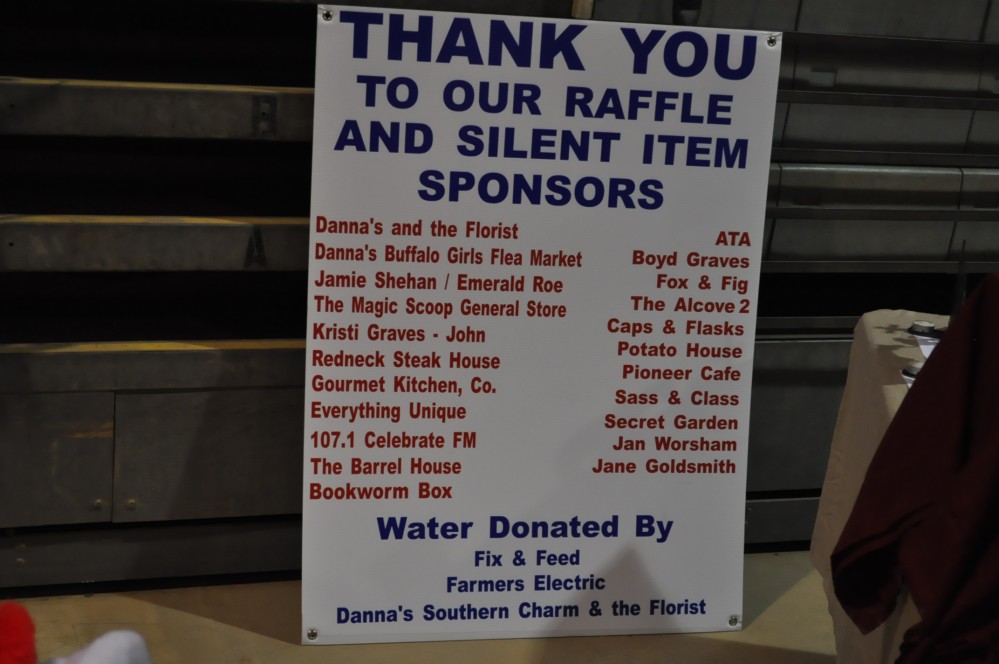 THANK YOU
TO OUR RAFFLE
AND SILENT ITEM
SPONSORS
Danna's and the Florist
Danna's Buffalo Girls Flea Market
Jamie Shehan / Emerald Roe
The Magic Scoop General Store
Kristi Graves - John
Redneck Steak House
Gourmet Kitchen, Co.
Everything Unique
107.1 Celebrate FM
The Barrel House
Bookworm Box
ATA
Boyd Graves
Fox & Fig
The Alcove 2
Caps & Flasks
Potato House
Pioneer Cafe
Sass & Class
Secret Garden
Jan Worsham
Jane Goldsmith
Water Donated By
Fix & Feed
Farmers Electric
Danna's Southern Charm & the Florist